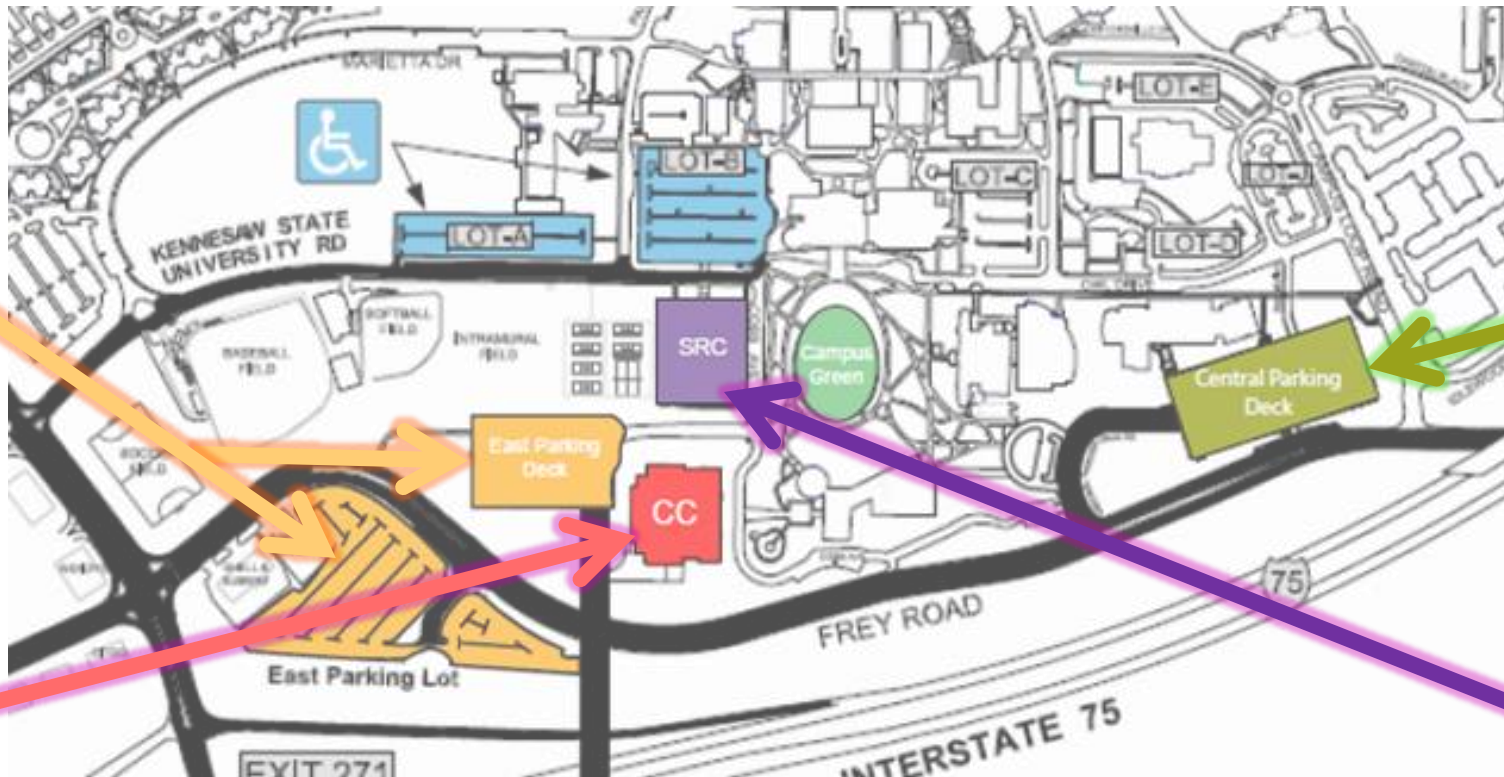 MARIETTA DR
LOT-E
LOT-B
LOT-C
LOT-A
LOT-D
KENNESAW STATE
UNIVERSITY RD
SOFTBALL
FIELD
INTRAMURAL
FIELD
BASEBALL
FIELD
SRC
Campus
Green
Central Parking
Deck
East Parking
Deck
CC
FIELD
75
FREY ROAD
East Parking Lot
INTERSTATE 75
EXIT 271